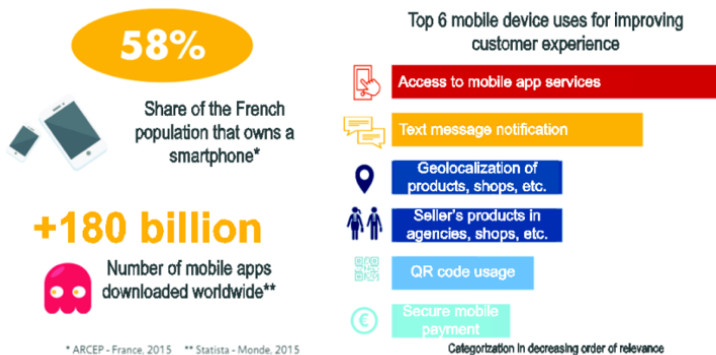 58%
Share of the French
population that owns a
smartphone*
+180 billion
Number of mobile apps
downloaded worldwide**
* ARCEP - France, 2015 ** Statista - Monde, 2015
Top 6 mobile device uses for improving
customer experience
Access to mobile app services
Text message notification
Geolocalization of
products, shops, etc.
Seller's products in
agencies, shops, etc.
QR code usage
Secure mobile
payment
Categorization in decreasing order of relevance